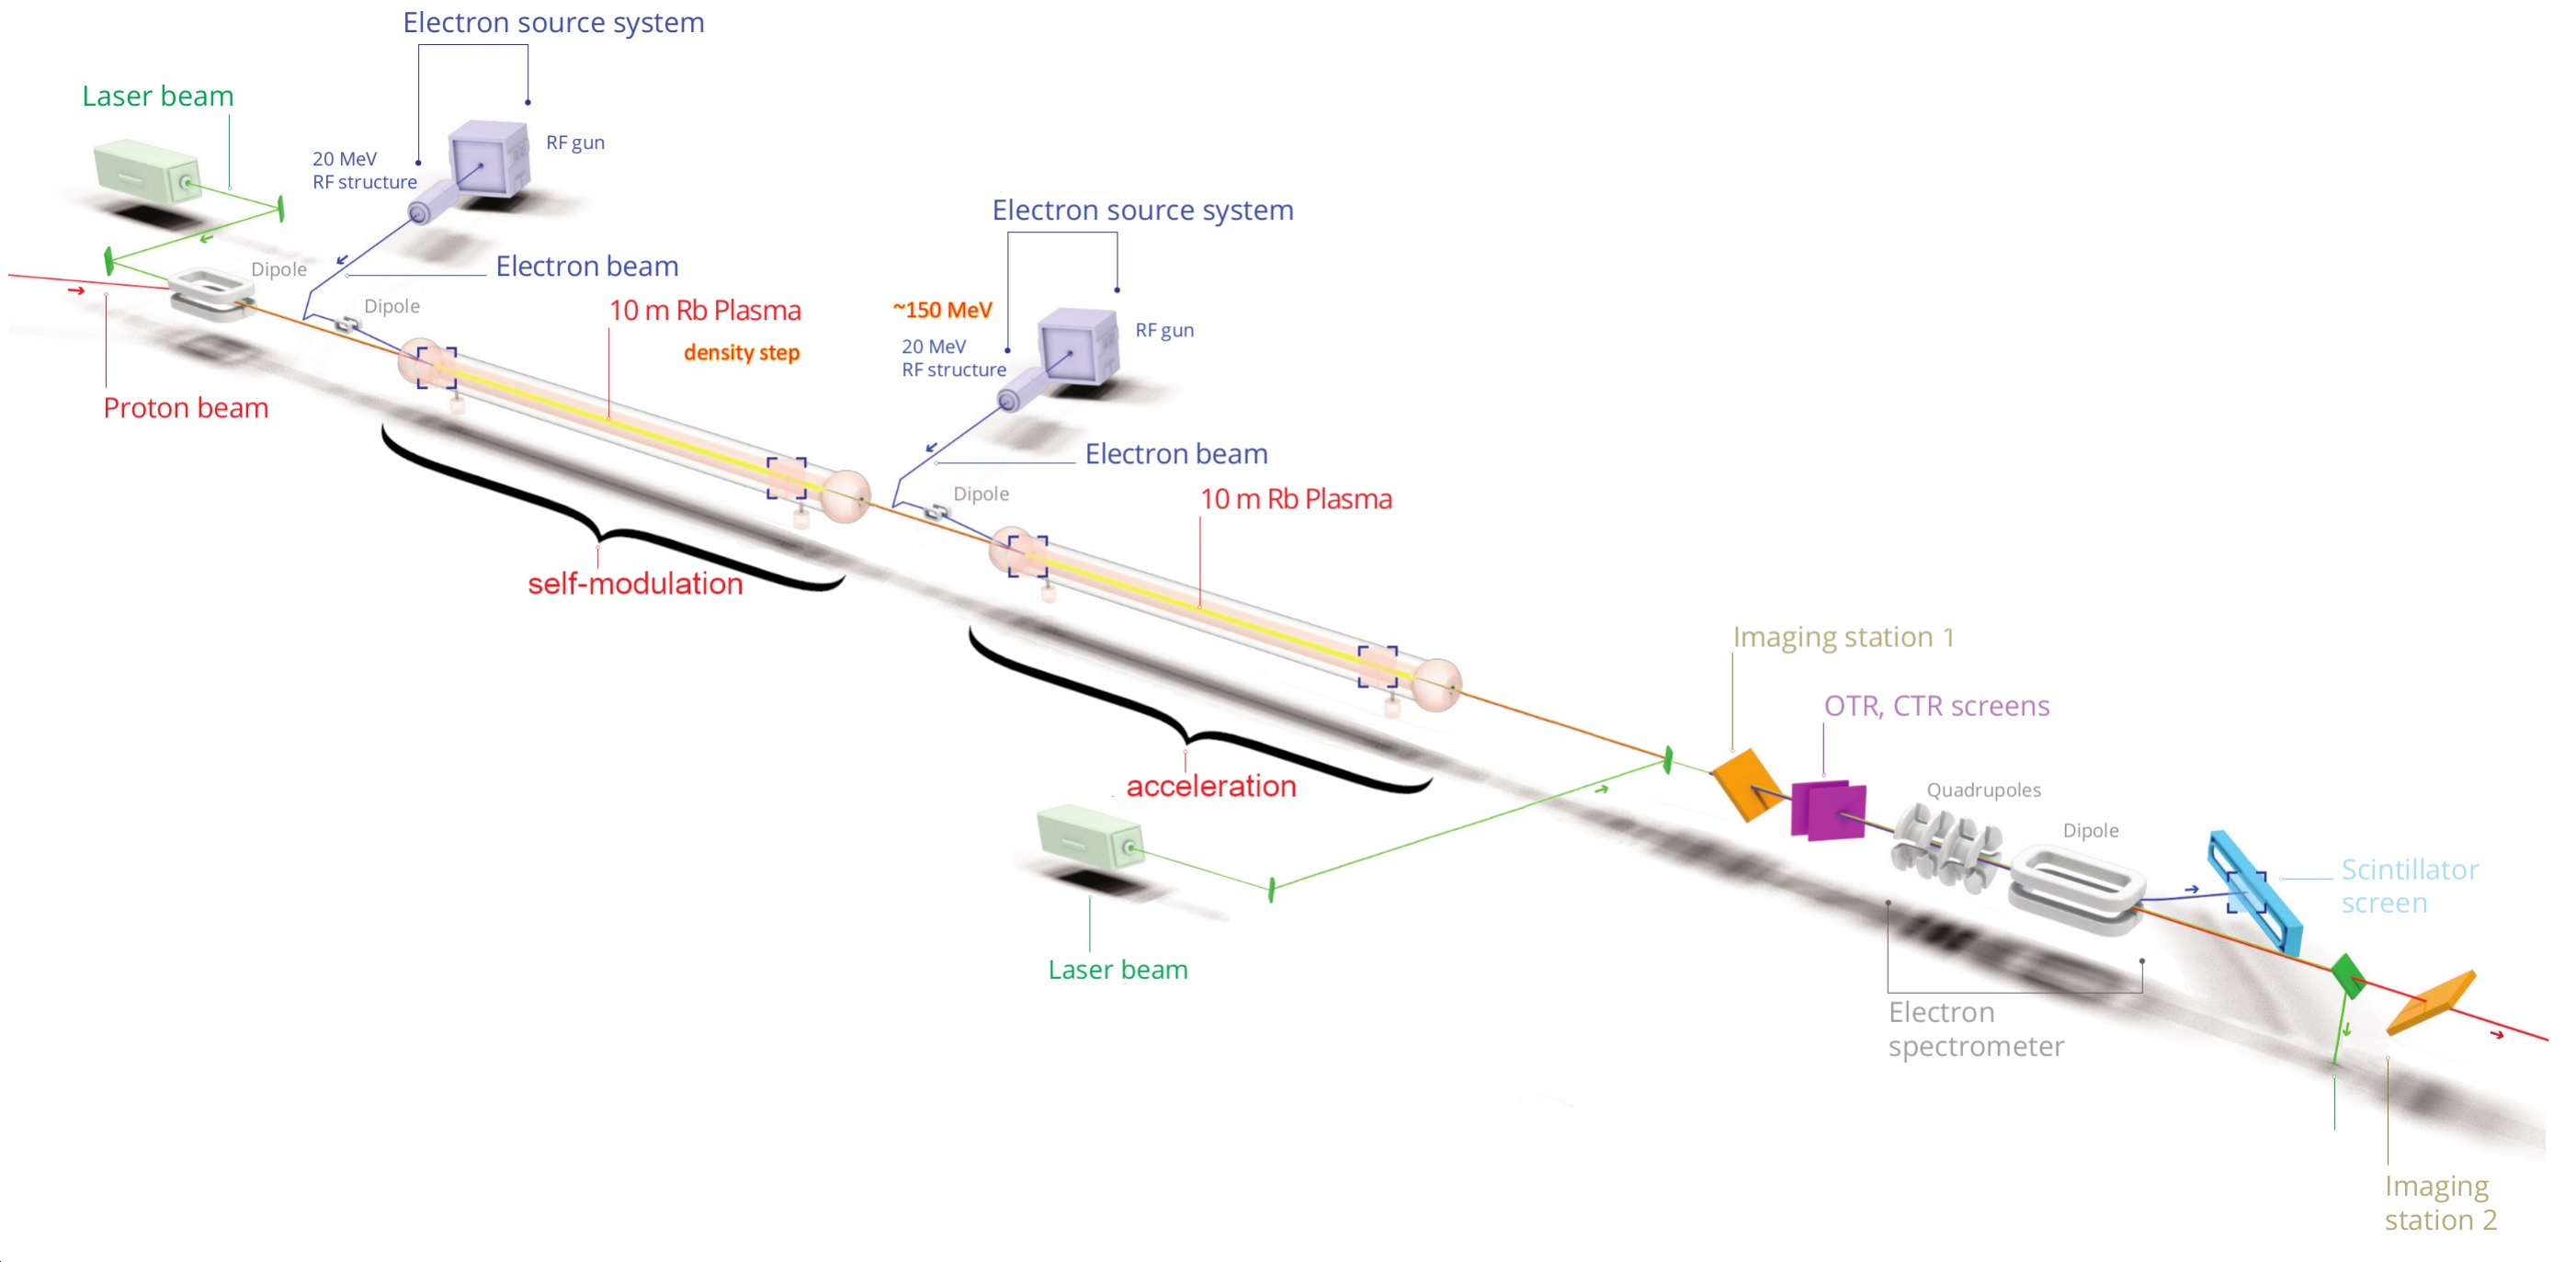 Electron source system
Laser beam
RF gun
20 MeV
RF structure
Electron source system
Dipole
Electron beam
Dipole
10 m Rb Plasma
~150 MeV
density step
RF gun
20 MeV
RF structure
Proton beam
Electron beam
Dipole
10 m Rb Plasma
self-modulation
Imaging station 1
OTR, CTR screens
acceleration
Quadrupoles
Dipole
Scintillator
screen
Laser beam
Electron
spectrometer
Imaging
station 2